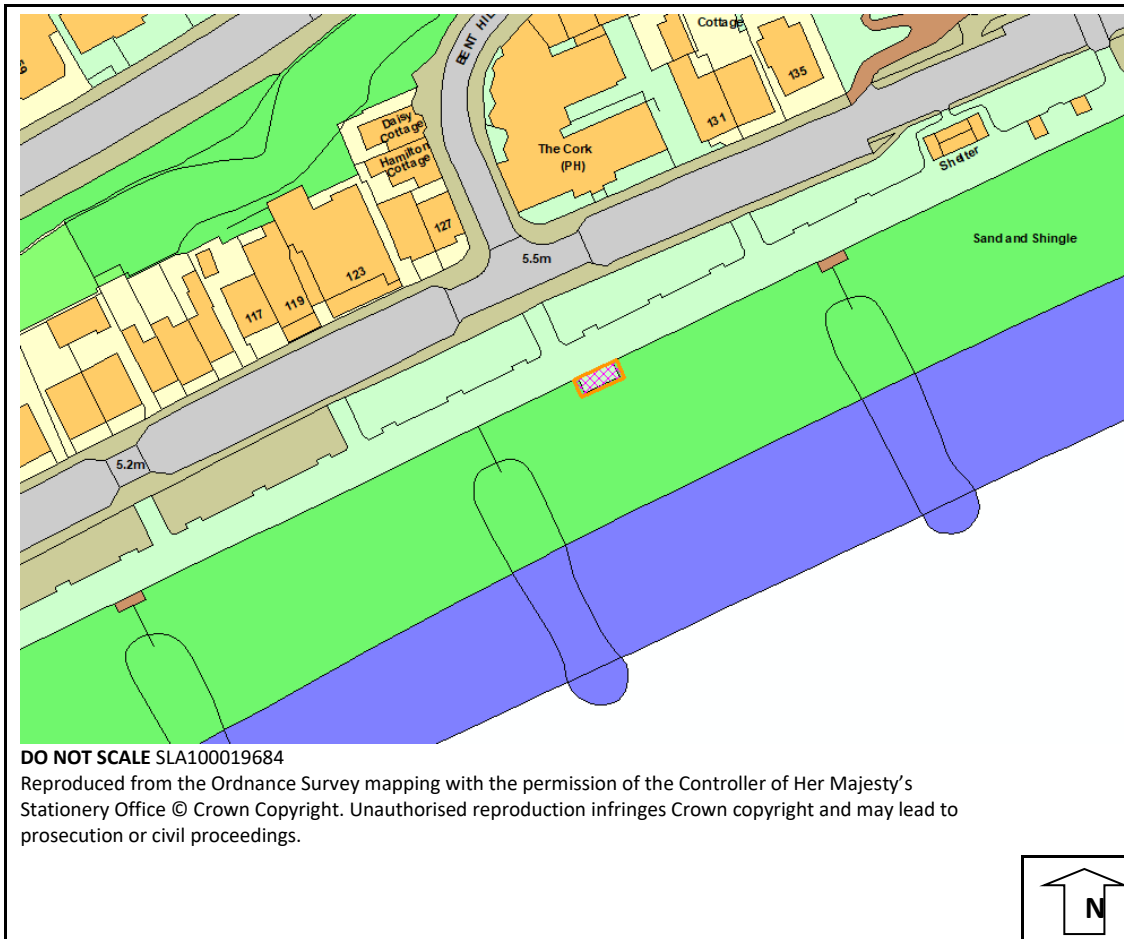 Cottage
BENT HIL
135
131
Daisy
Cottage
Hamilton
Cottage
The Cork
(PH)
Shelter
127
Sand and Shingle
5.5m
123
119
117
5.2m
DO NOT SCALE SLA100019684
Reproduced from the Ordnance Survey mapping with the permission of the Controller of Her Majesty’s
Stationery Office © Crown Copyright. Unauthorised reproduction infringes Crown copyright and may lead to
prosecution or civil proceedings.
N